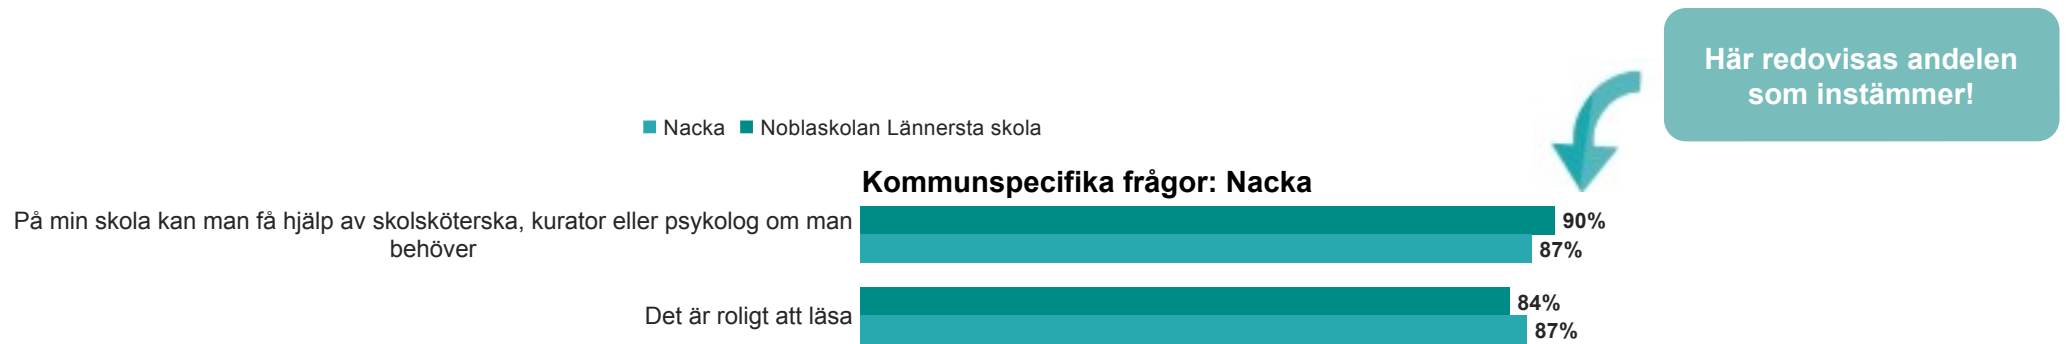 Här redovisas andelen
som instämmer!
Nacka Noblaskolan Lännersta skola
Kommunspecifika frågor: Nacka
På min skola kan man få hjälp av skolsköterska, kurator eller psykolog om man
behöver
90%
87%
Det är roligt att läsa
84%
87%